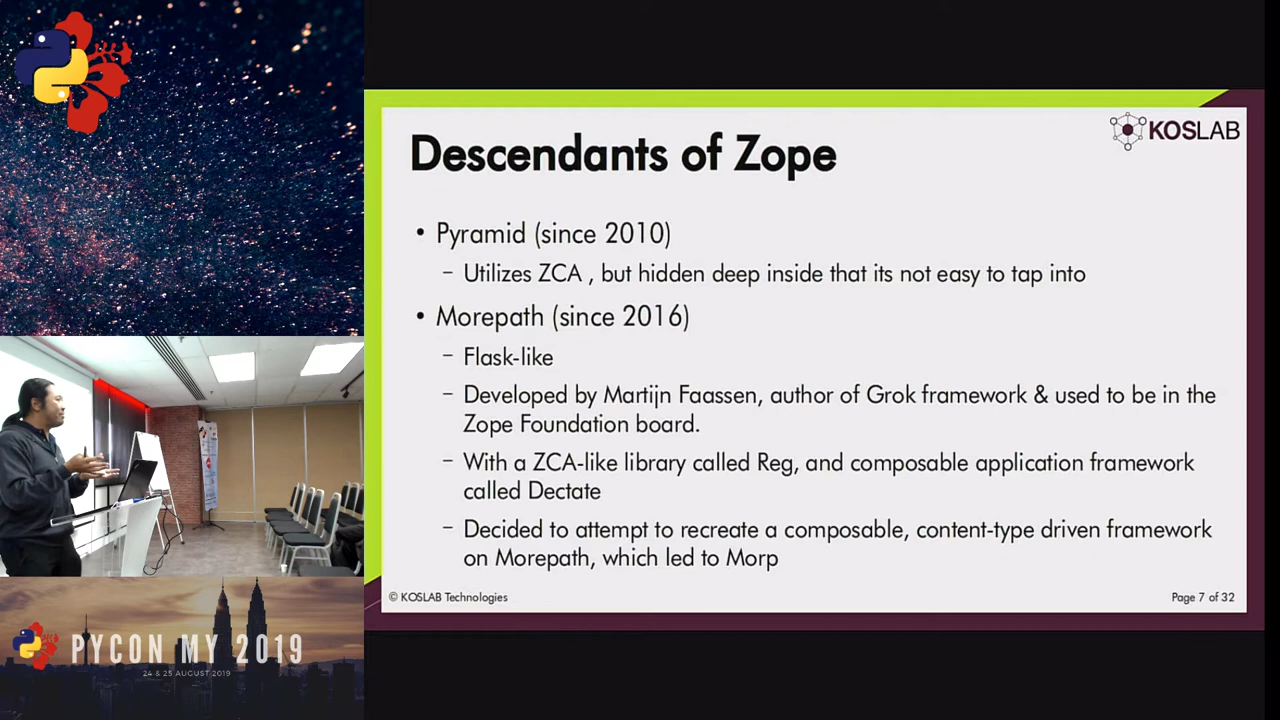 KOSLAB
Descendants of Zope
• Pyramid (since 2010)
– Utilizes ZCA , but hidden deep inside that its not easy to tap into
• Morepath (since 2016)
– Flask-like
– Developed by Martijn Faassen, author of Grok framework & used to be in the
Zope Foundation board.
– With a ZCA-like library called Reg, and composable application framework
called Dectate
– Decided to attempt to recreate a composable, content-type driven framework
on Morepath, which led to Morp
© KOSLAB Technologies
Page 7 of 32
PYCON MY 2019
24 & 25 AUGUST 2019